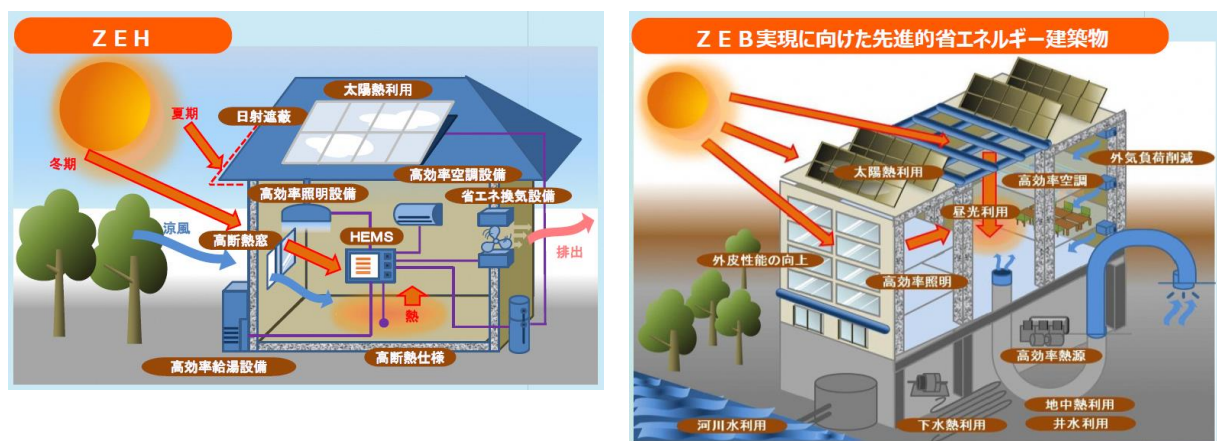 ZEH
太陽熱利用
夏期
日射遮蔽
冬期
高効率空調設備
高効率照明設備
省エネ換気設備
涼風
高断熱窓
HEMS
排出
熱
高断熱仕様
高効率給湯設備
ZEB実現に向けた先進的省エネルギー建築物
外気負荷削減
太陽熱利用
高効率空調
昼光利用
外皮性能の向上
高効率照明
高効率熱源
地中熱利用
河川水利用
下水熱利用
井水利用